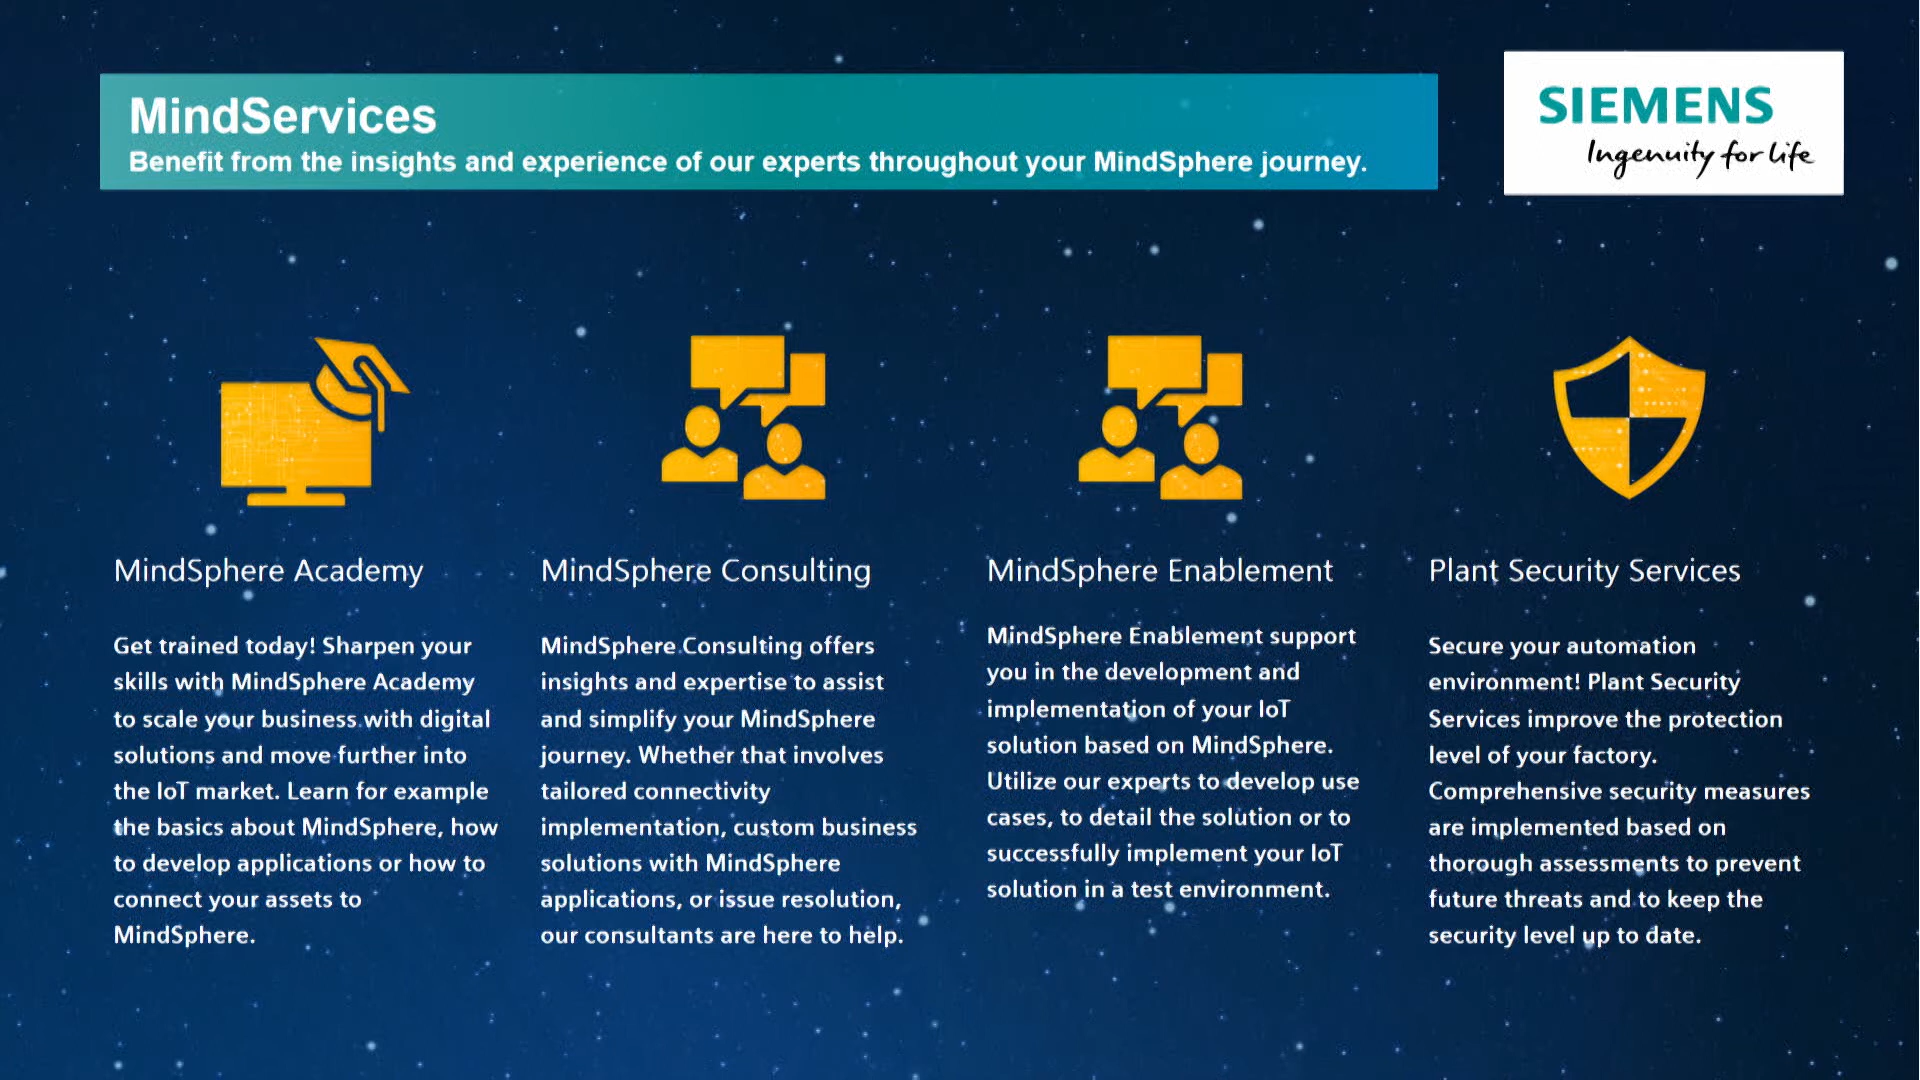 MindServices
Benefit from the insights and experience of our experts throughout your MindSphere journey.
SIEMENS
Ingenuity for life
MindSphere Academy
Get trained today! Sharpen your
skills with MindSphere Academy
to scale your business with digital
solutions and move further into
the IoT market. Learn for example
the basics about MindSphere, how
to develop applications or how to
connect your assets to
MindSphere.
MindSphere Consulting
MindSphere Consulting offers
insights and expertise to assist
and simplify your MindSphere
journey. Whether that involves
tailored connectivity
implementation, custom business
solutions with MindSphere
applications, or issue resolution,
our consultants are here to help.
MindSphere Enablement
MindSphere Enablement support
you in the development and
implementation of your IoT
solution based on MindSphere.
Utilize our experts to develop use
cases, to detail the solution or to
successfully implement your IoT
solution in a test environment.
Plant Security Services
Secure your automation
environment! Plant Security
Services improve the protection
level of your factory.
Comprehensive security measures
are implemented based on
thorough assessments to prevent
future threats and to keep the
security level up to date.